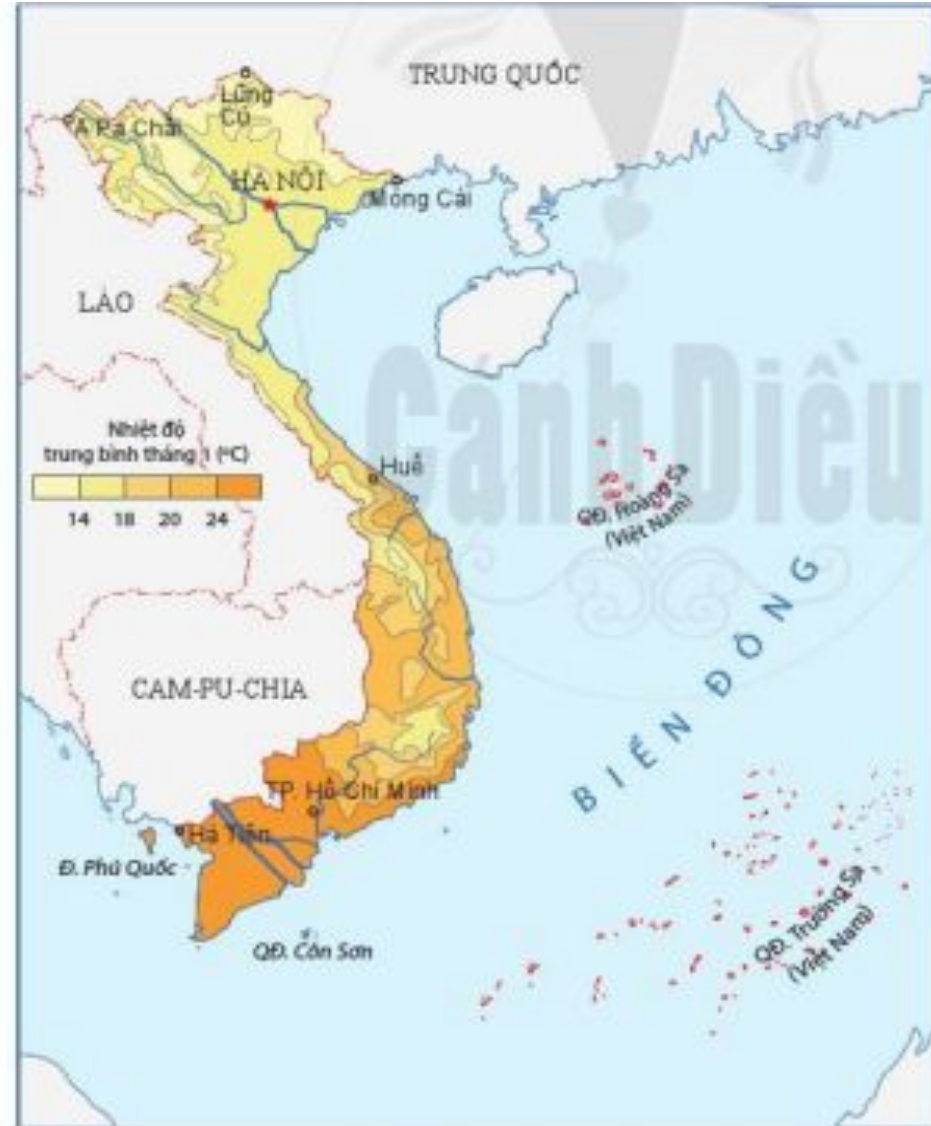 TRUNG QUỐC
Lũng
Cú
A Pa Chải
HÀ NỘI
Móng Cái
LÀO
Cánh Diều
Nhiệt độ
trung bình tháng 1 (°C)
14 18 20 24
Huế
QĐ. Hoàng Sa
(Việt Nam)
BIỂN ĐÔNG
CAM-PU-CHIA
TP. Hồ Chí Minh
Hà Tiên
Đ. Phú Quốc
QĐ. Côn Sơn
QĐ. Trường Sa
(Việt Nam)